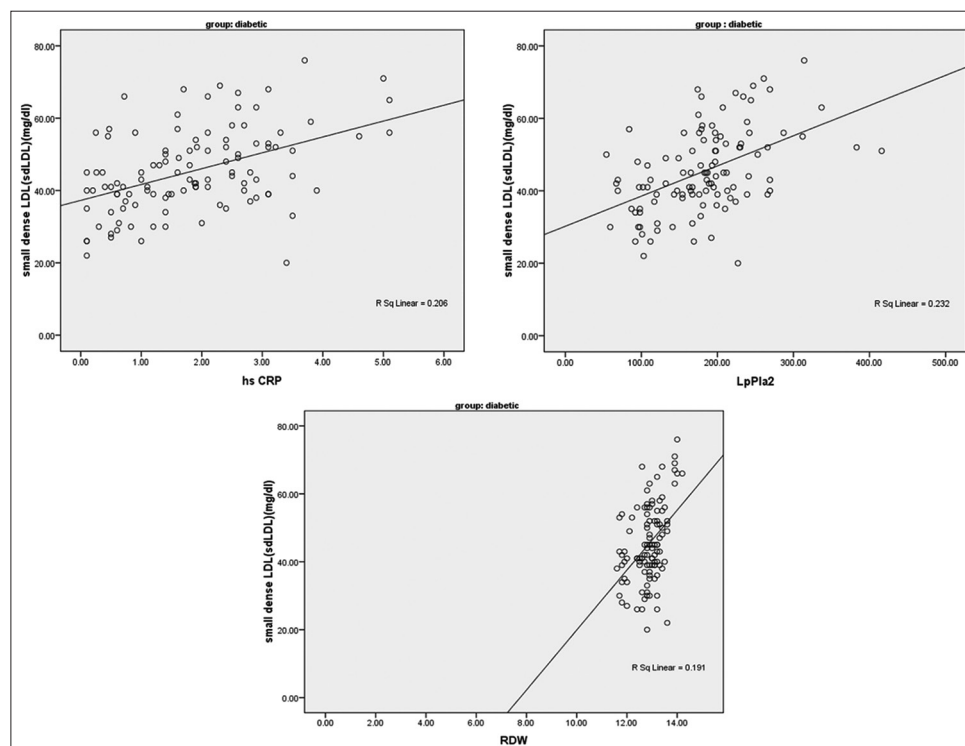 group: diabetic
small dense LDL(sdLDL)(mg/dl)
80.00
60.00
40.00
20.00
0.00
R Sq Linear = 0.206
0.00 1.00 2.00 3.00 4.00 5.00 6.00
hs CRP
group : diabetic
small dense LDL(sdLDL)(mg/dl)
80.00
60.00
40.00
20.00
0.00
R Sq Linear = 0.232
0.00 100.00 200.00 300.00 400.00 500.00
LpPla2
group: diabetic
small dense LDL(sdLDL)(mg/dl)
80.00
60.00
40.00
20.00
0.00
R Sq Linear = 0.191
0.00 2.00 4.00 6.00 8.00 10.00 12.00 14.00
RDW